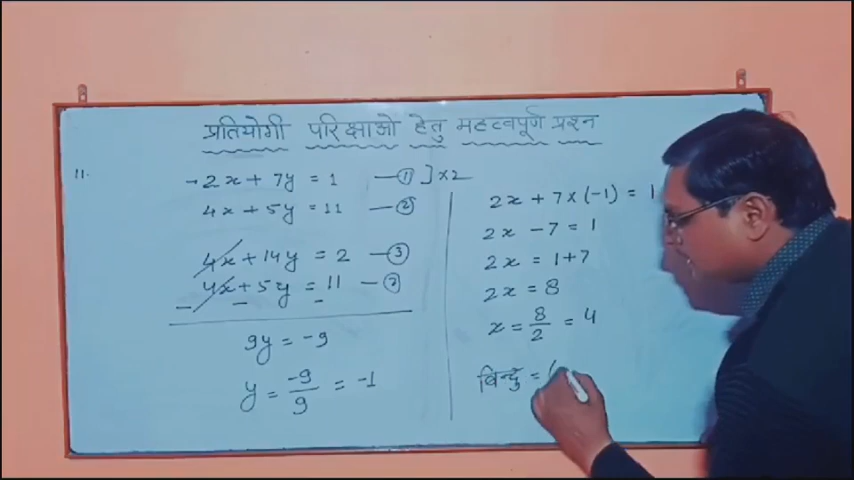 प्रतियोगी परिक्षाओ हेतु महत्वपूर्ण प्रश्न
11.
2x + 7y = 1 —① ] × 2
4x + 5y = 11 —②
4x + 14y = 2 —③
4x + 5y = 11 —②
— — —
9y = -9
y = -9/9 = -1
2x + 7 × (-1) = 1
2x - 7 = 1
2x = 1+7
2x = 8
x = 8/2 = 4
बिन्दु = (